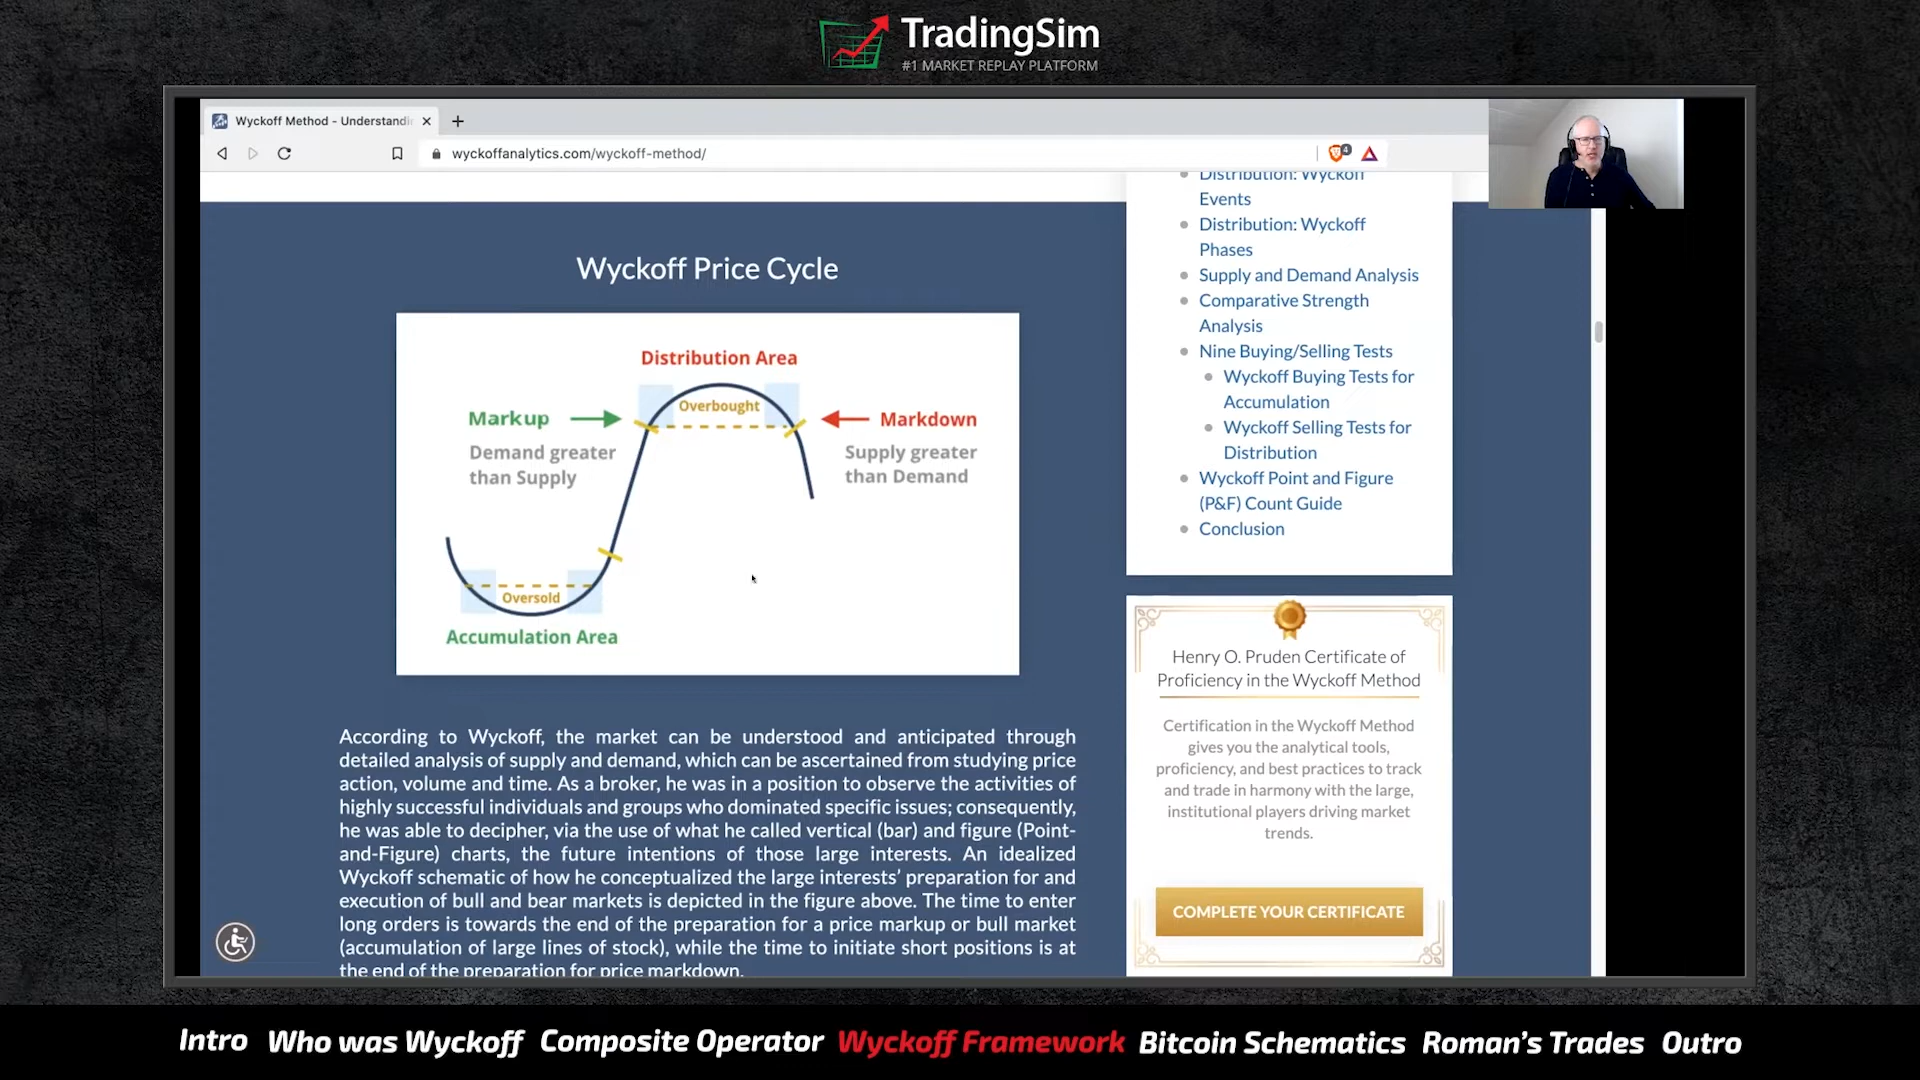 TradingSim
#1 MARKET REPLAY PLATFORM
Wyckoff Method - Understandi
wyckoffanalytics.com/wyckoff-method/
4
Distribution: Wyckoff
Events
Distribution: Wyckoff
Phases
Supply and Demand Analysis
Comparative Strength
Analysis
Nine Buying/Selling Tests
Wyckoff Buying Tests for
Accumulation
Wyckoff Selling Tests for
Distribution
Wyckoff Point and Figure
(P&F) Count Guide
Conclusion
Wyckoff Price Cycle
Distribution Area
Overbought
Markup
Demand greater
than Supply
Markdown
Supply greater
than Demand
Oversold
Accumulation Area
According to Wyckoff, the market can be understood and anticipated through
detailed analysis of supply and demand, which can be ascertained from studying price
action, volume and time. As a broker, he was in a position to observe the activities of
highly successful individuals and groups who dominated specific issues; consequently,
he was able to decipher, via the use of what he called vertical (bar) and figure (Point-
and-Figure) charts, the future intentions of those large interests. An idealized
Wyckoff schematic of how he conceptualized the large interests' preparation for and
execution of bull and bear markets is depicted in the figure above. The time to enter
long orders is towards the end of the preparation for a price markup or bull market
(accumulation of large lines of stock), while the time to initiate short positions is at
the end of the preparation for price markdown.
Henry O. Pruden Certificate of
Proficiency in the Wyckoff Method
Certification in the Wyckoff Method
gives you the analytical tools,
proficiency, and best practices to track
and trade in harmony with the large,
institutional players driving market
trends.
COMPLETE YOUR CERTIFICATE
Intro Who was Wyckoff Composite Operator Wyckoff Framework Bitcoin Schematics Roman's Trades Outro